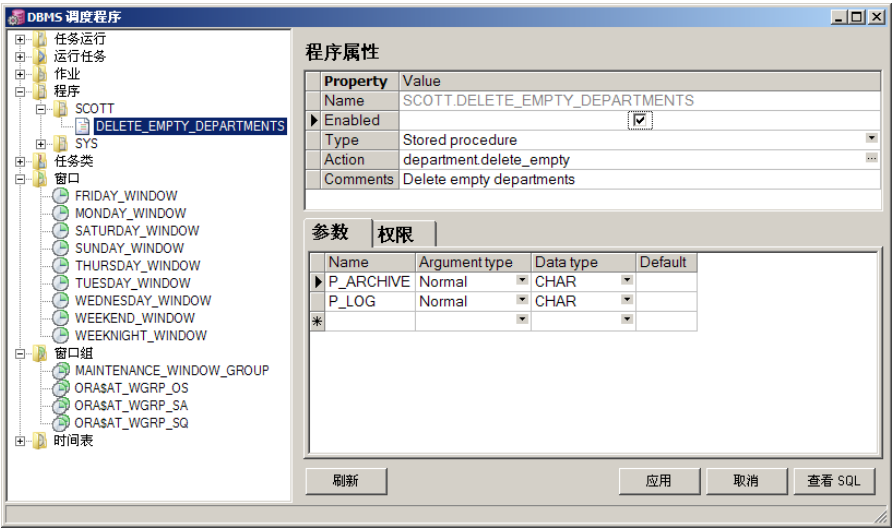 DBMS 调度程序
任务运行
运行任务
作业
程序
SCOTT
DELETE_EMPTY_DEPARTMENTS
SYS
任务类
窗口
FRIDAY_WINDOW
MONDAY_WINDOW
SATURDAY_WINDOW
SUNDAY_WINDOW
THURSDAY_WINDOW
TUESDAY_WINDOW
WEDNESDAY_WINDOW
WEEKEND_WINDOW
WEEKNIGHT_WINDOW
窗口组
MAINTENANCE_WINDOW_GROUP
ORA$AT_WGRP_OS
ORA$AT_WGRP_SA
ORA$AT_WGRP_SQ
时间表
程序属性
Property Value
Name SCOTT.DELETE_EMPTY_DEPARTMENTS
Enabled
Type Stored procedure
Action department.delete_empty
Comments Delete empty departments
参数 权限
Name Argument type Data type Default
P_ARCHIVE Normal CHAR
P_LOG Normal CHAR
刷新 应用 取消 查看 SQL